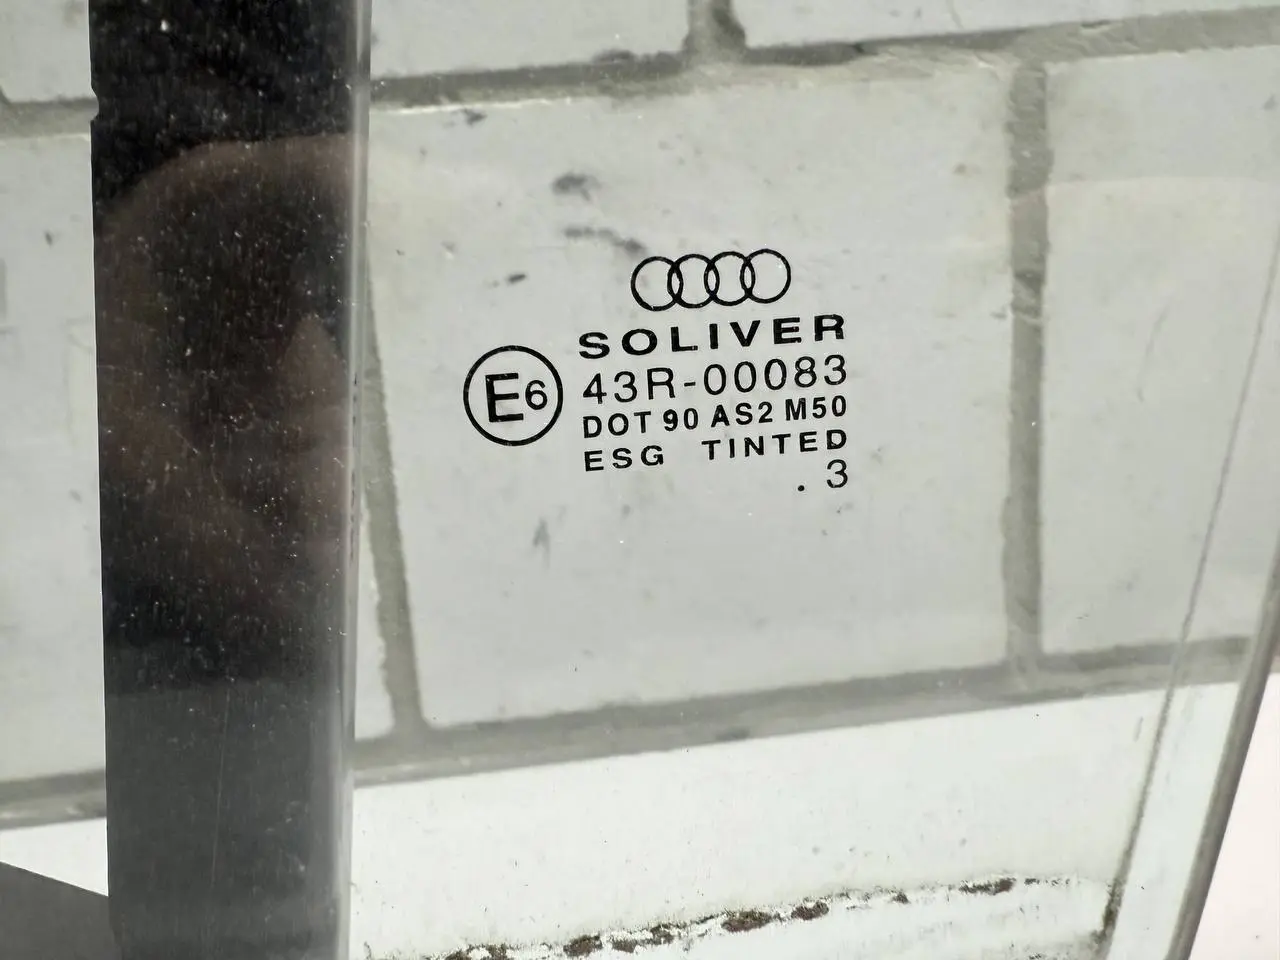 SOLIVER
E6
43R-00083
DOT 90 AS2 M50
ESG TINTED
. 3